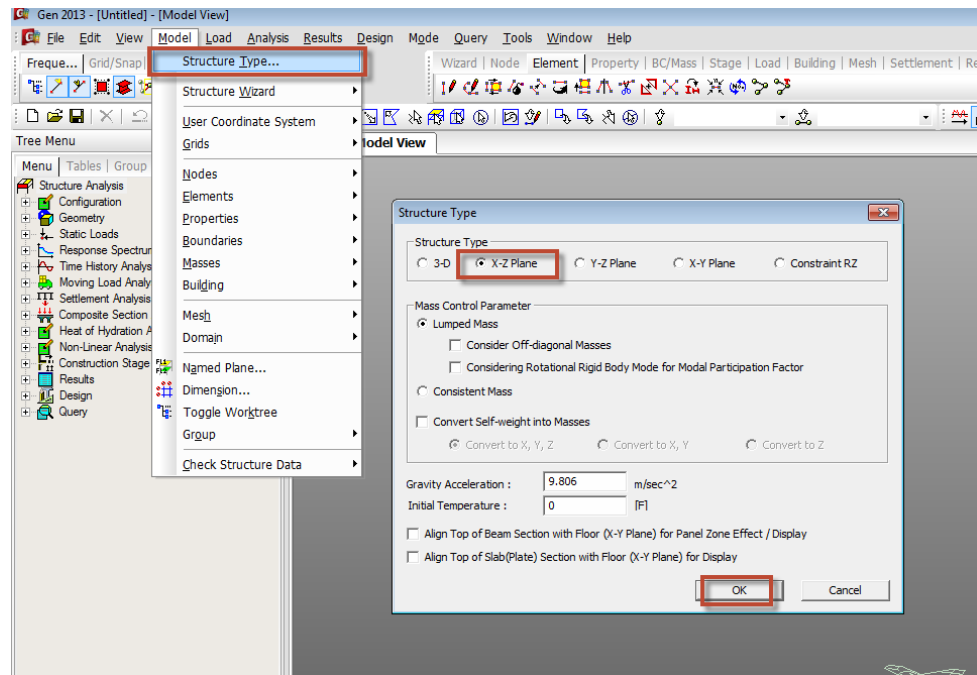 Gen 2013 - [Untitled] - [Model View]
File Edit View Model Load Analysis Results Design Mode Query Tools Window Help
Freque... Grid/Snap Wizard Node Element Property BC/Mass Stage Load Building Mesh Settlement Re
Tree Menu
Menu Tables Group
Structure Analysis
Configuration
Geometry
Static Loads
Response Spectrur
Time History Analys
Moving Load Analy
Settlement Analysis
Composite Section
Heat of Hydration A
Non-Linear Analysis
Construction Stage
Results
Design
Query
Structure Type...
Structure Wizard
User Coordinate System
Grids
Nodes
Elements
Properties
Boundaries
Masses
Building
Mesh
Domain
Named Plane...
Dimension...
Toggle Worktree
Group
Check Structure Data
Model View
Structure Type
Structure Type
3-D X-Z Plane Y-Z Plane X-Y Plane Constraint RZ
Mass Control Parameter
Lumped Mass
Consider Off-diagonal Masses
Considering Rotational Rigid Body Mode for Modal Participation Factor
Consistent Mass
Convert Self-weight into Masses
Convert to X, Y, Z Convert to X, Y Convert to Z
Gravity Acceleration : 9.806 m/sec^2
Initial Temperature : 0 [F]
Align Top of Beam Section with Floor (X-Y Plane) for Panel Zone Effect / Display
Align Top of Slab(Plate) Section with Floor (X-Y Plane) for Display
OK Cancel